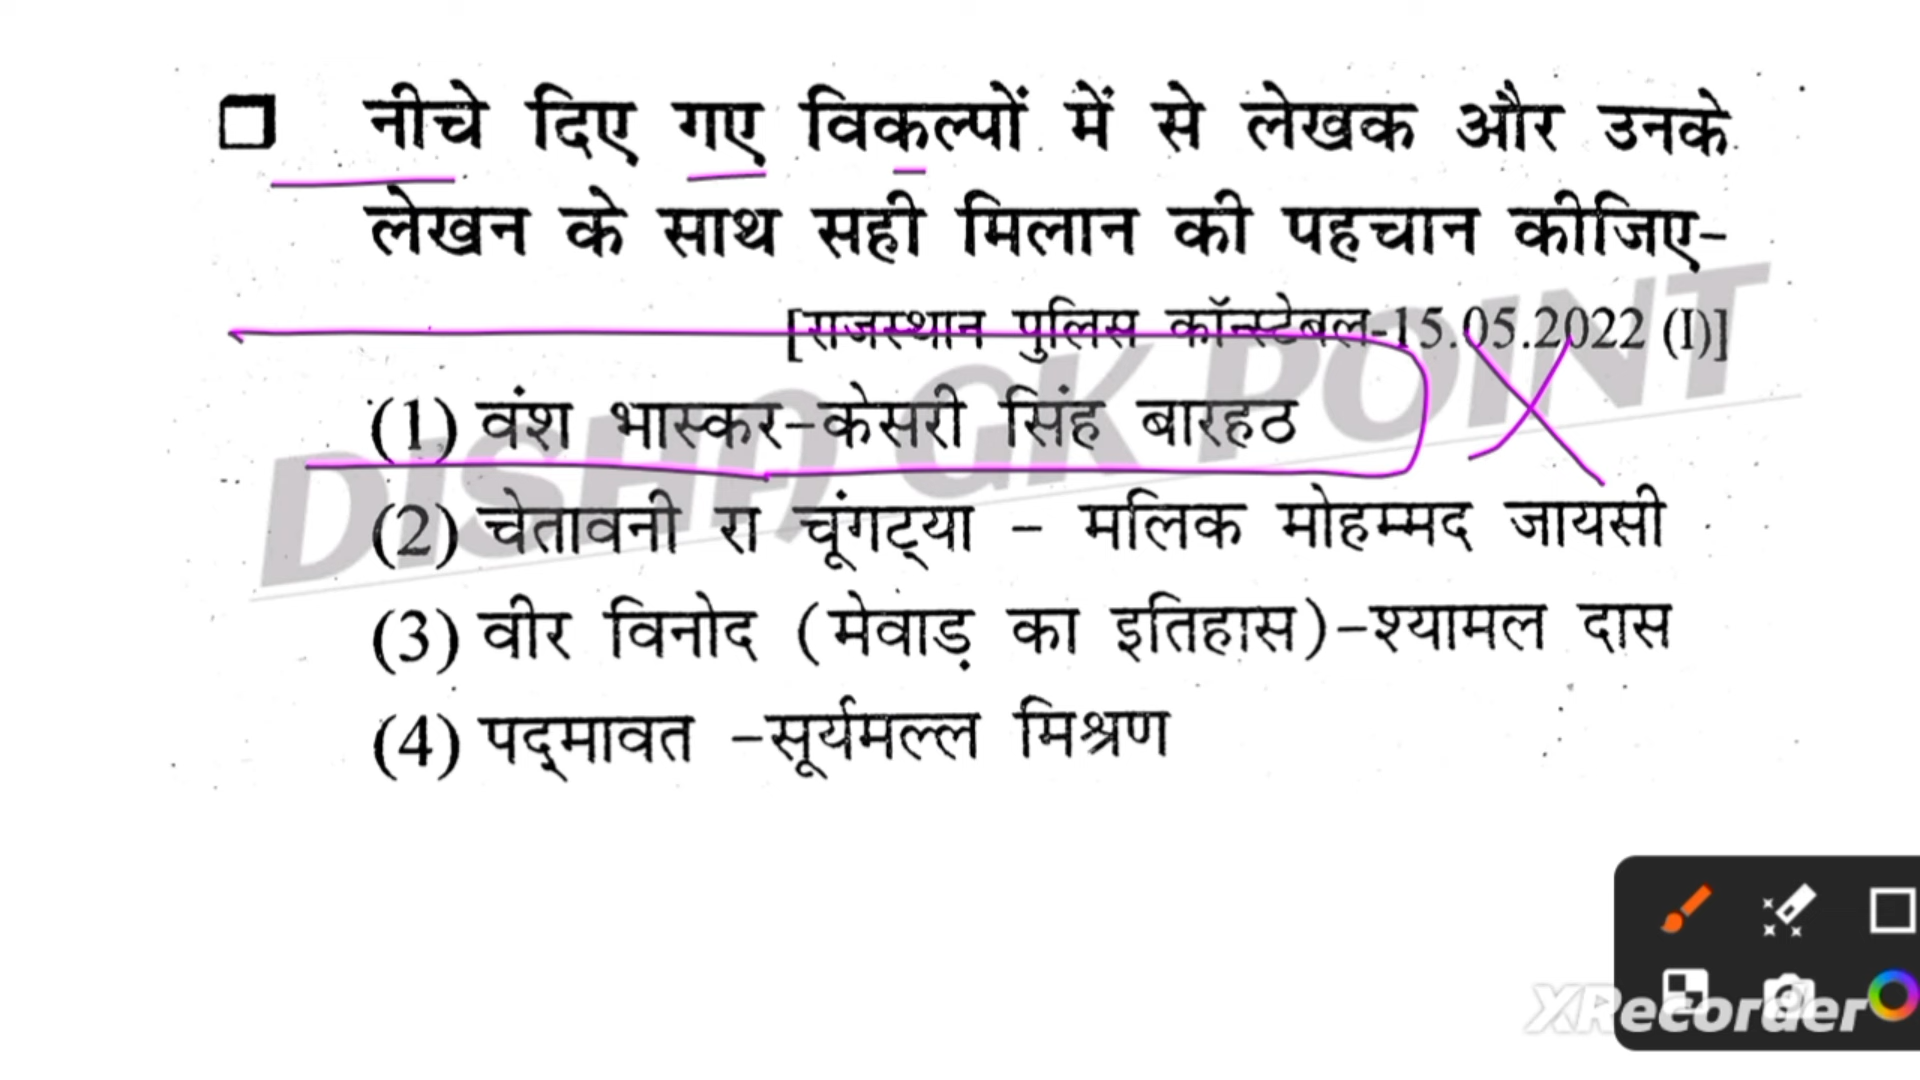 नीचे दिए गए विकल्पों में से लेखक और उनके
लेखन के साथ सही मिलान की पहचान कीजिए-
[राजस्थान पुलिस कॉन्स्टेबल-15.05.2022 (I)]
(1) वंश भास्कर-केसरी सिंह बारहठ
(2) चेतावनी रा चूंगट्या - मलिक मोहम्मद जायसी
(3) वीर विनोद (मेवाड़ का इतिहास)-श्यामल दास
(4) पद्मावत -सूर्यमल्ल मिश्रण
DISHA GK POINT
XRecorder